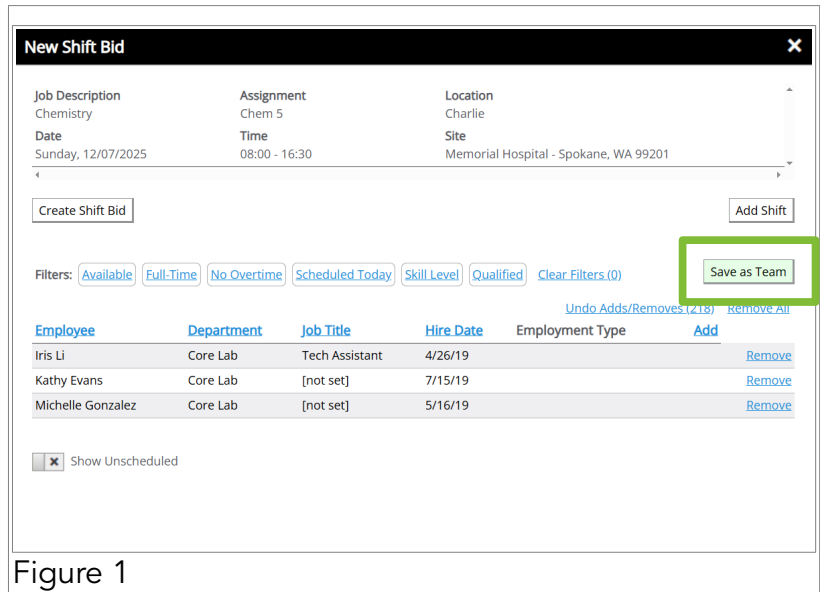 New Shift Bid
Job Description Assignment Location
Chemistry Chem 5 Charlie
Date Time Site
Sunday, 12/07/2025 08:00 - 16:30 Memorial Hospital - Spokane, WA 99201
Create Shift Bid Add Shift
Filters: Available Full-Time No Overtime Scheduled Today Skill Level Qualified Clear Filters (0) Save as Team
Undo Adds/Removes (218) Remove All
Employee Department Job Title Hire Date Employment Type Add
Iris Li Core Lab Tech Assistant 4/26/19 Remove
Kathy Evans Core Lab [not set] 7/15/19 Remove
Michelle Gonzalez Core Lab [not set] 5/16/19 Remove
Show Unscheduled
Figure 1